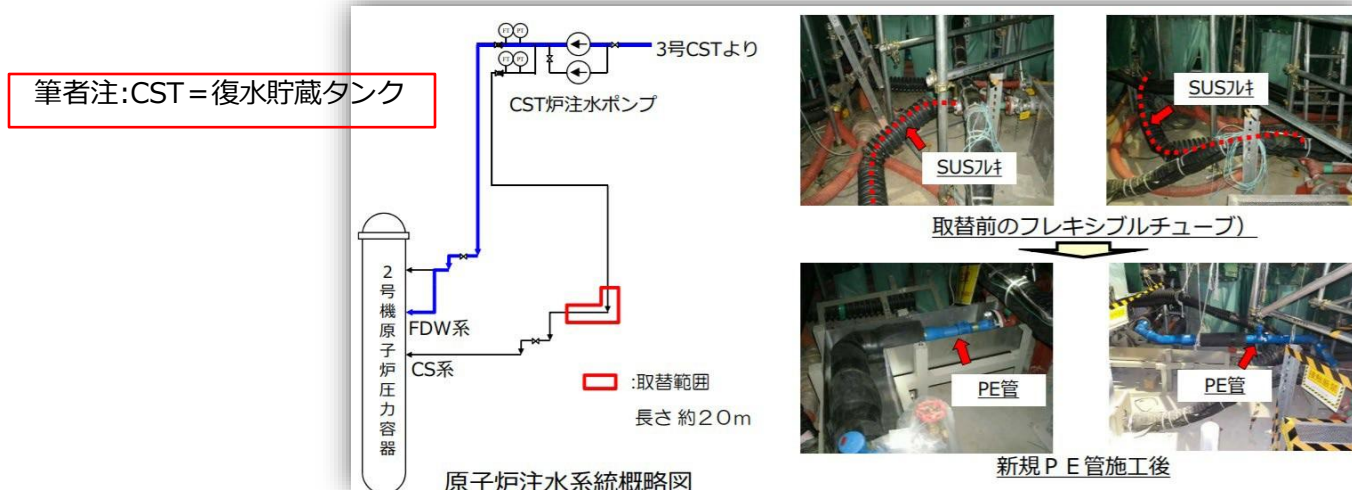 筆者注:CST=復水貯蔵タンク
FI PI
FI PI
3号CSTより
CST炉注水ポンプ
2号機原子炉圧力容器
FDW系
CS系
:取替範囲
長さ 約20m
原子炉注水系統概略図
SUSフレキ
SUSフレキ
取替前のフレキシブルチューブ)
PE管
PE管
新規PE管施工後